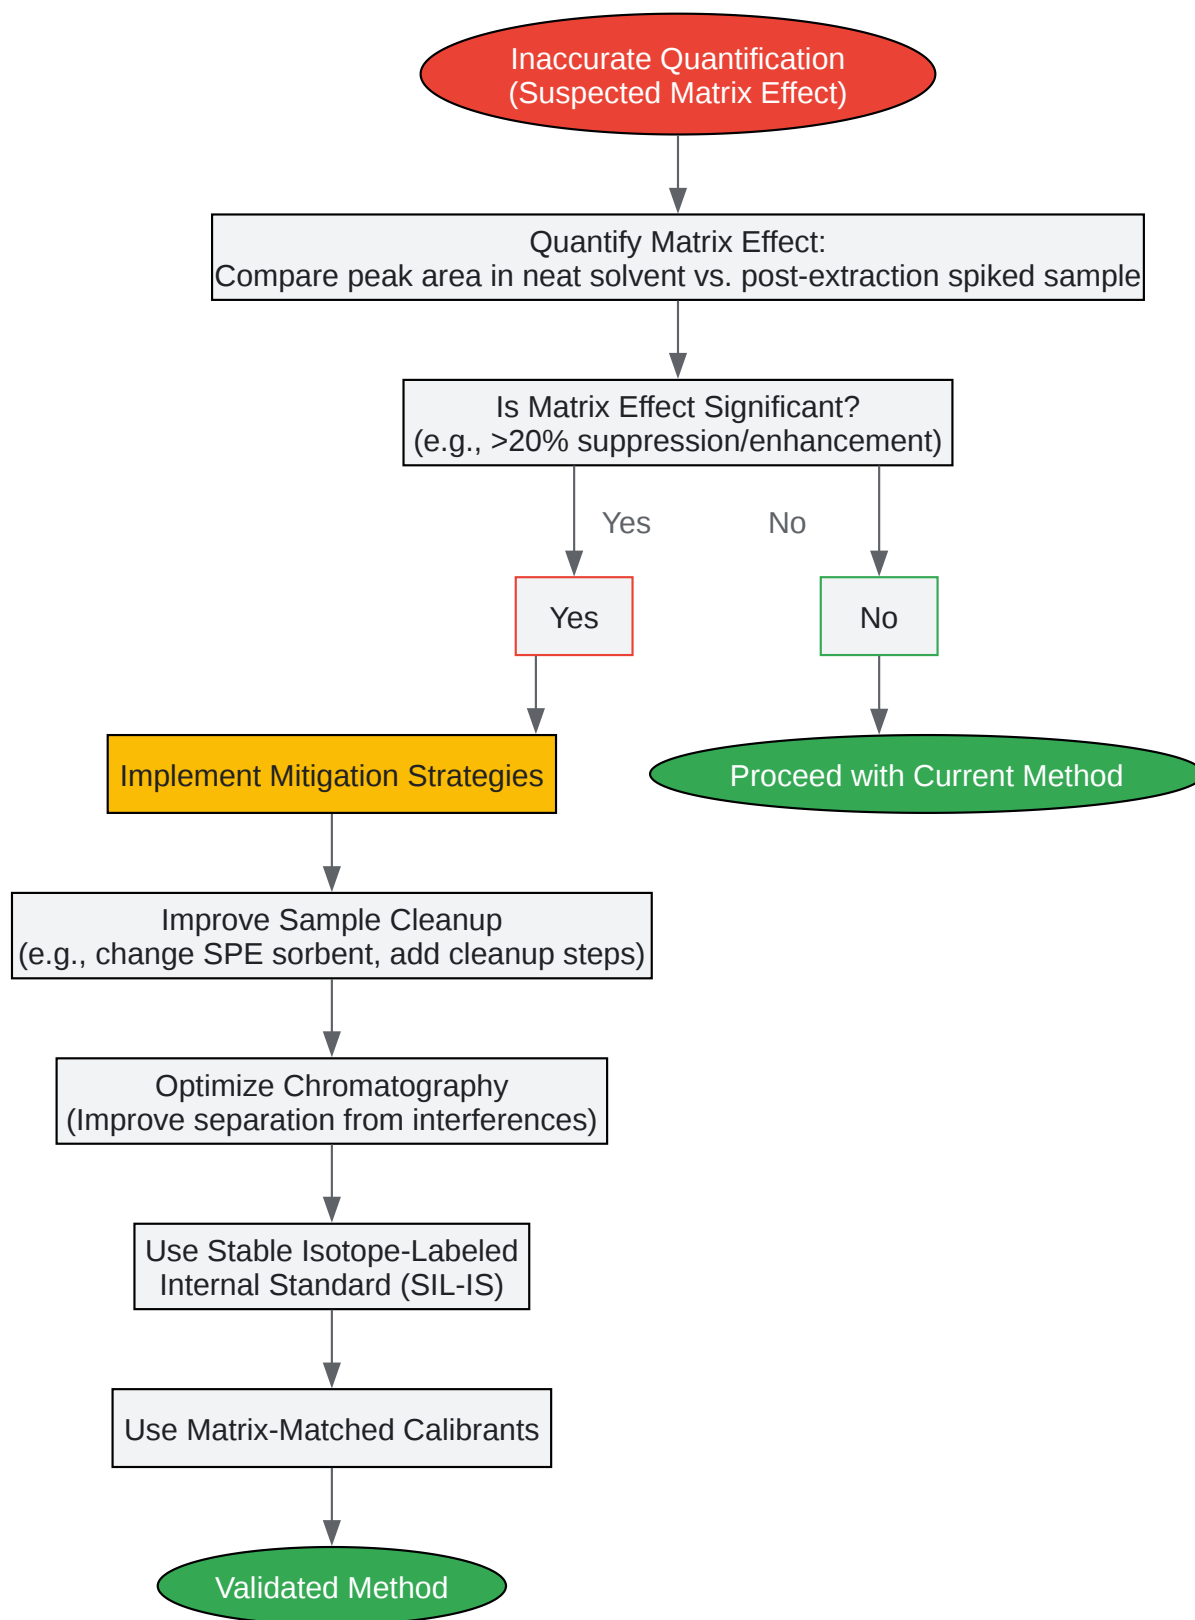 Inaccurate Quantification
(Suspected Matrix Effect)
Quantify Matrix Effect:
Compare peak area in neat solvent vs. post-extraction spiked sample
Is Matrix Effect Significant?
(e.g., >20% suppression/enhancement)
Yes
No
Yes
No
Implement Mitigation Strategies
Proceed with Current Method
Improve Sample Cleanup
(e.g., change SPE sorbent, add cleanup steps)
Optimize Chromatography
(Improve separation from interferences)
Use Stable Isotope-Labeled
Internal Standard (SIL-IS)
Use Matrix-Matched Calibrants
Validated Method